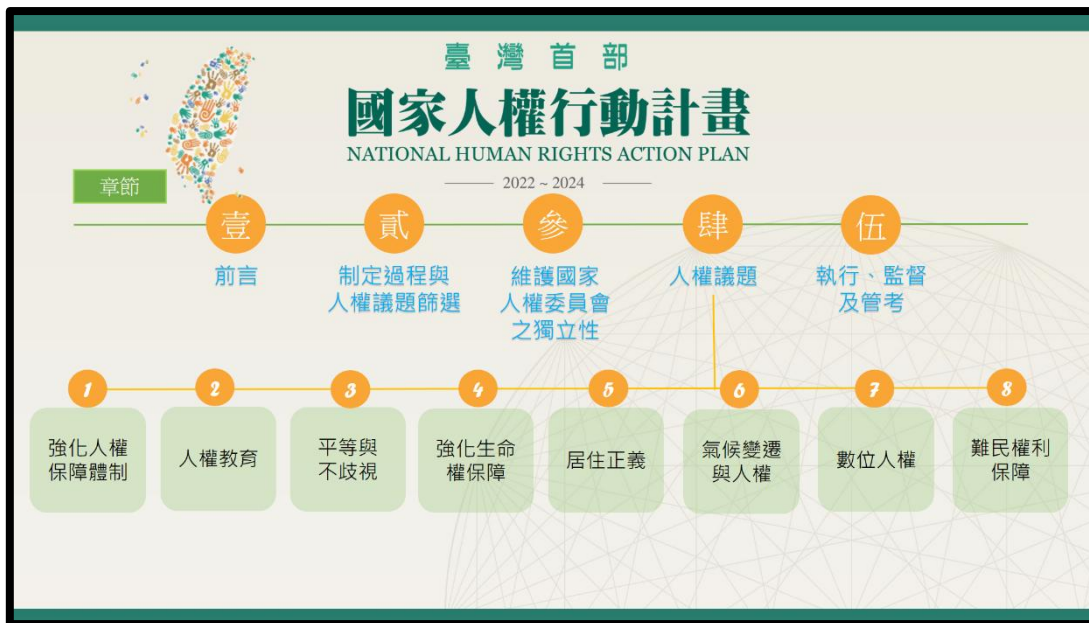 臺灣首部
國家人權行動計畫
NATIONAL HUMAN RIGHTS ACTION PLAN
2022 ~ 2024
章節
壹
前言
貳
制定過程與
人權議題篩選
參
維護國家
人權委員會
之獨立性
肆
人權議題
伍
執行、監督
及管考
1
強化人權
保障體制
2
人權教育
3
平等與
不歧視
4
強化生命
權保障
5
居住正義
6
氣候變遷
與人權
7
數位人權
8
難民權利
保障